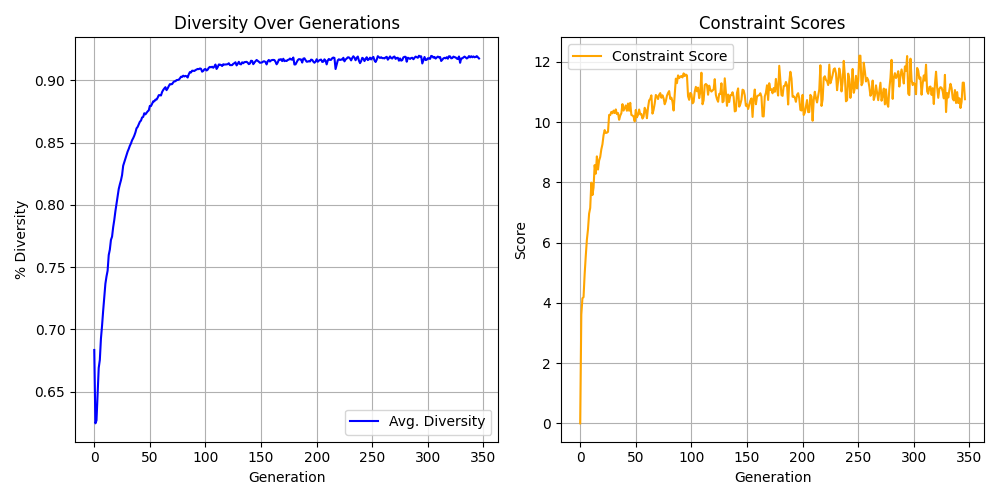 Diversity Over Generations
% Diversity
0.90
0.85
0.80
0.75
0.70
0.65
Avg. Diversity
0 50 100 150 200 250 300 350
Generation
Constraint Scores
Score
12
10
8
6
4
2
0
Constraint Score
0 50 100 150 200 250 300 350
Generation